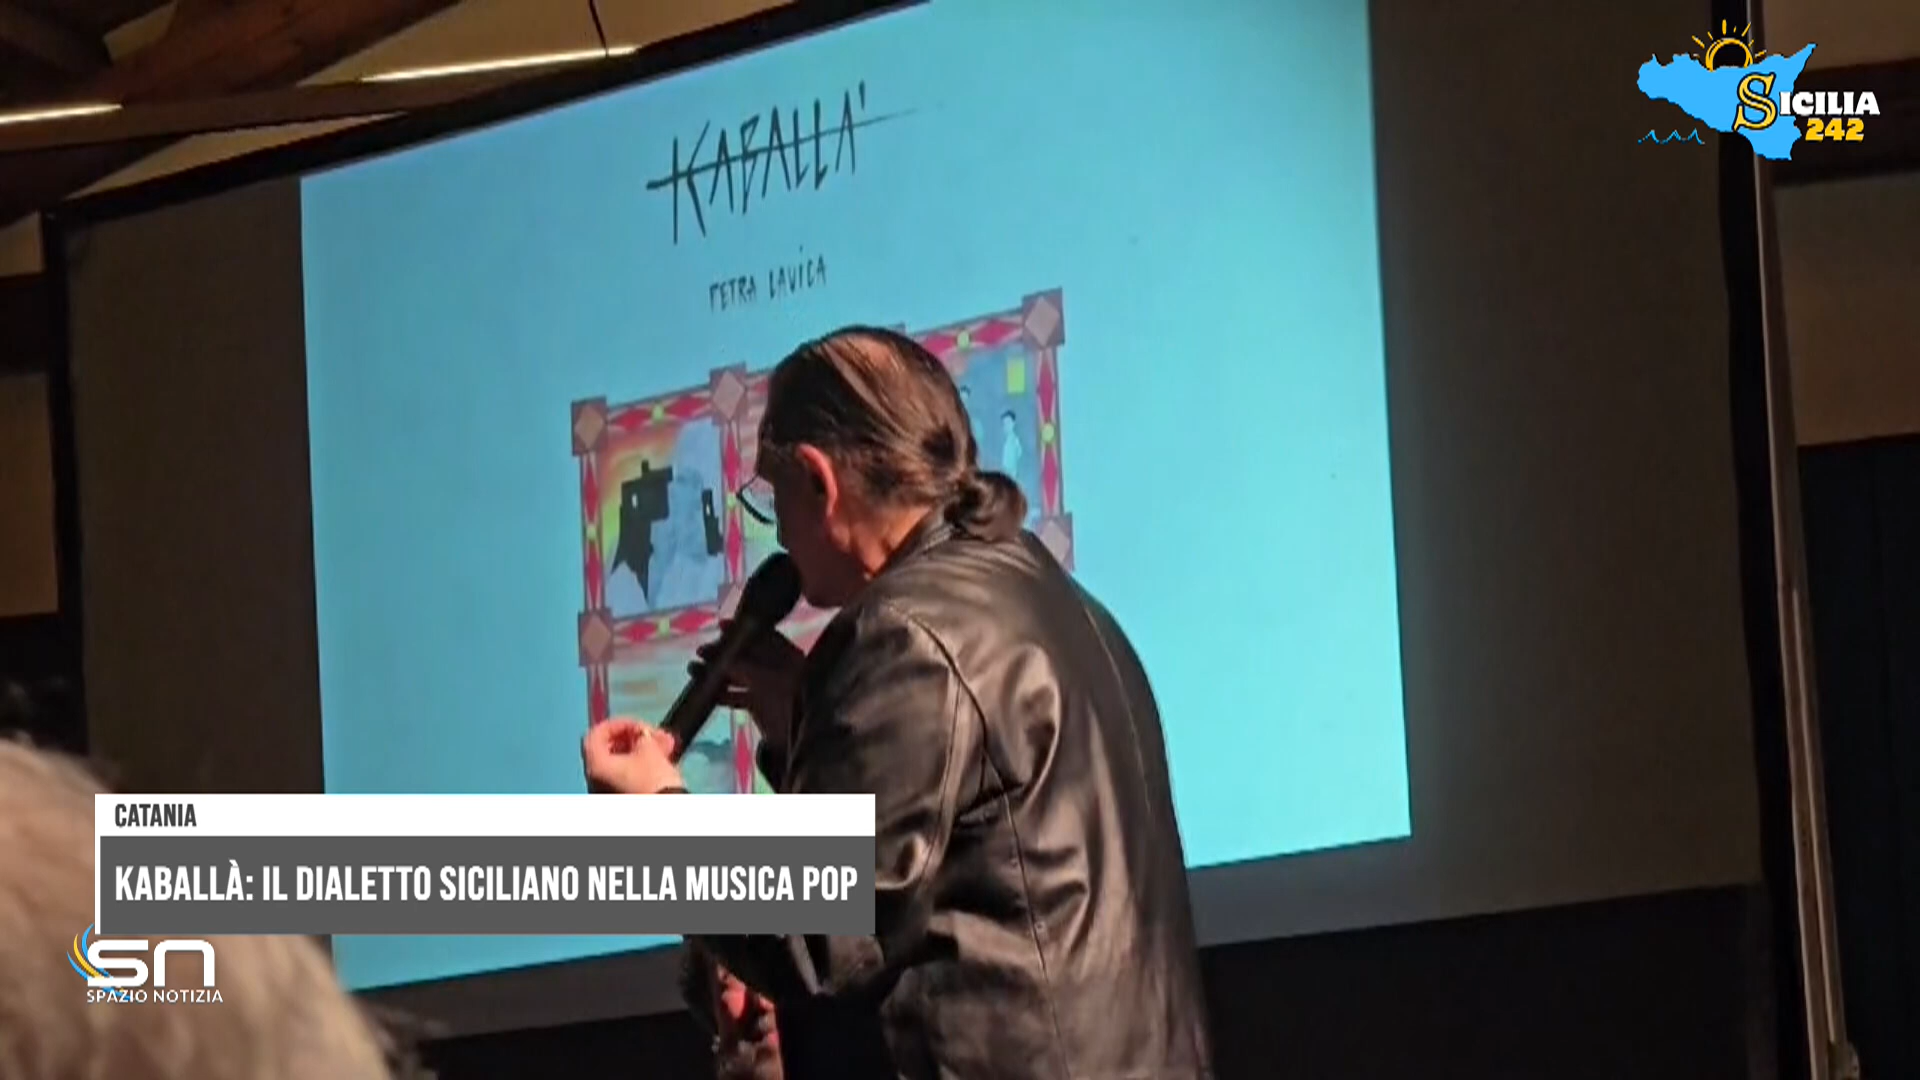 KABALLA'
PETRA LAVICA
SICILIA
242
CATANIA
KABALLÀ: IL DIALETTO SICILIANO NELLA MUSICA POP
SN
SPAZIO NOTIZIA